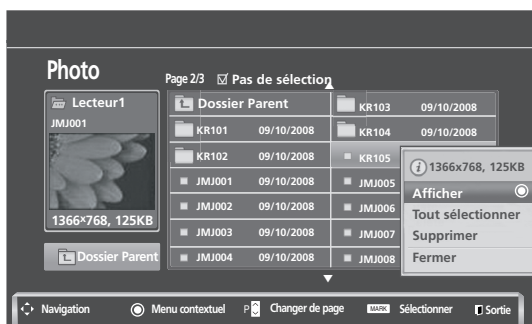 Photo
Page 2/3 ☑ Pas de sélection
Lecteur1
JMJ001
1366×768, 125KB
Dossier Parent
Dossier Parent
KR101 09/10/2008
KR102 09/10/2008
JMJ001 09/10/2008
JMJ002 09/10/2008
JMJ003 09/10/2008
JMJ004 09/10/2008
KR103 09/10/2008
KR104 09/10/2008
KR105
JMJ005
JMJ006
JMJ007
JMJ008
i 1366x768, 125KB
Afficher
Tout sélectionner
Supprimer
Fermer
Navigation Menu contextuel P Changer de page MARK Sélectionner Sortie